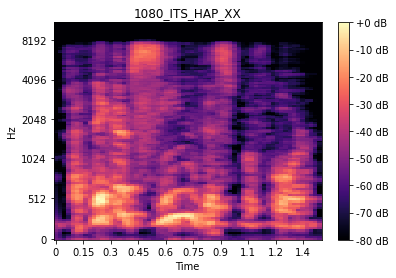 1080_ITS_HAP_XX
+0 dB
8192
-10 dB
4096
-20 dB
-30 dB
2048
-40 dB
Hz
1024
-50 dB
512
-60 dB
-70 dB
0
-80 dB
0 0.15 0.3 0.45 0.6 0.75 0.9 1.1 1.2 1.4
Time